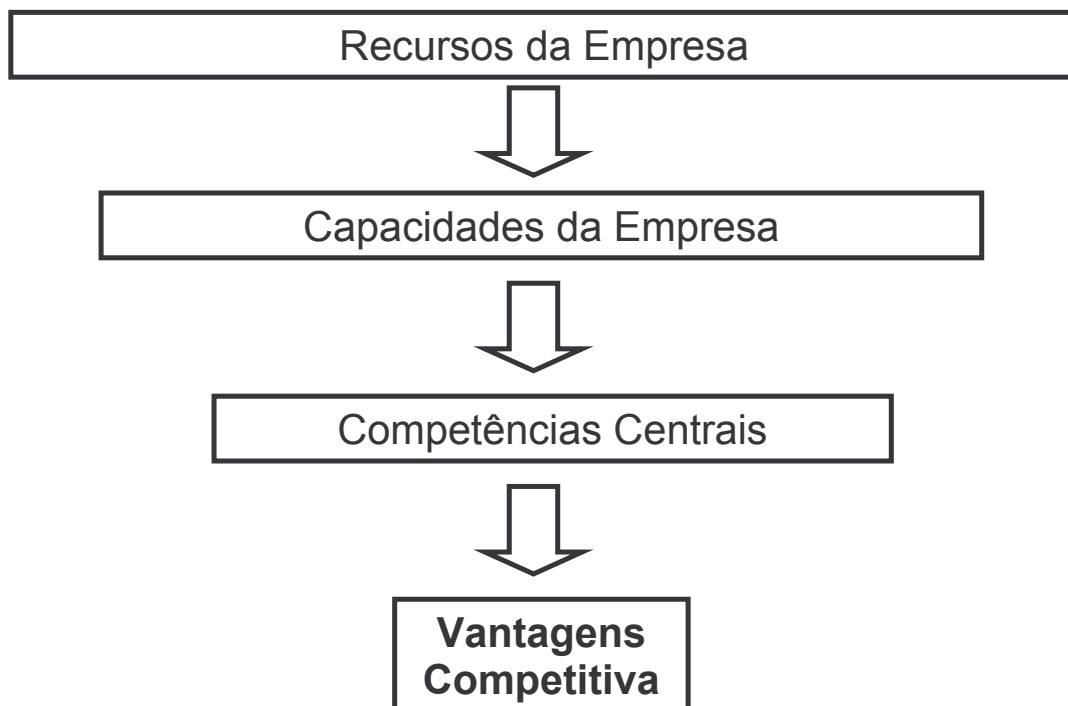 Recursos da Empresa
Capacidades da Empresa
Competências Centrais
Vantagens
Competitiva